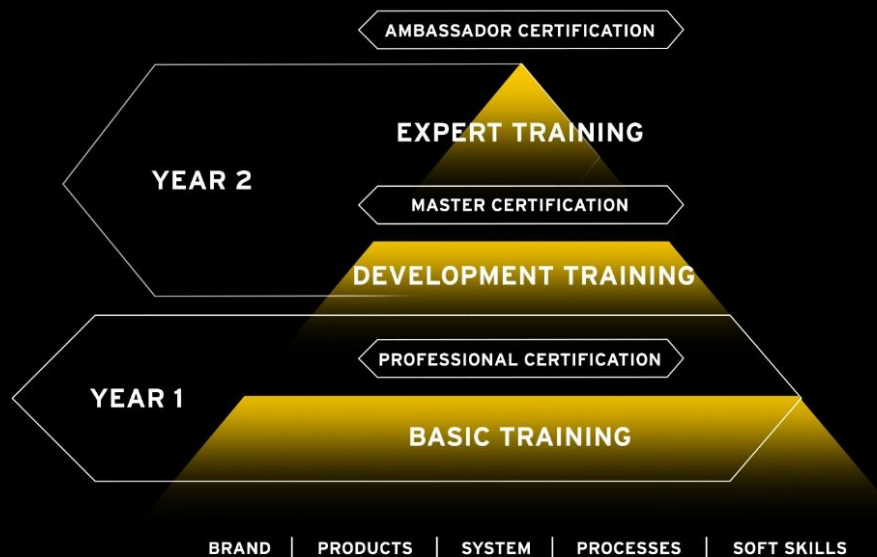 AMBASSADOR CERTIFICATION
EXPERT TRAINING
YEAR 2
MASTER CERTIFICATION
DEVELOPMENT TRAINING
PROFESSIONAL CERTIFICATION
YEAR 1
BASIC TRAINING
BRAND | PRODUCTS | SYSTEM | PROCESSES | SOFT SKILLS